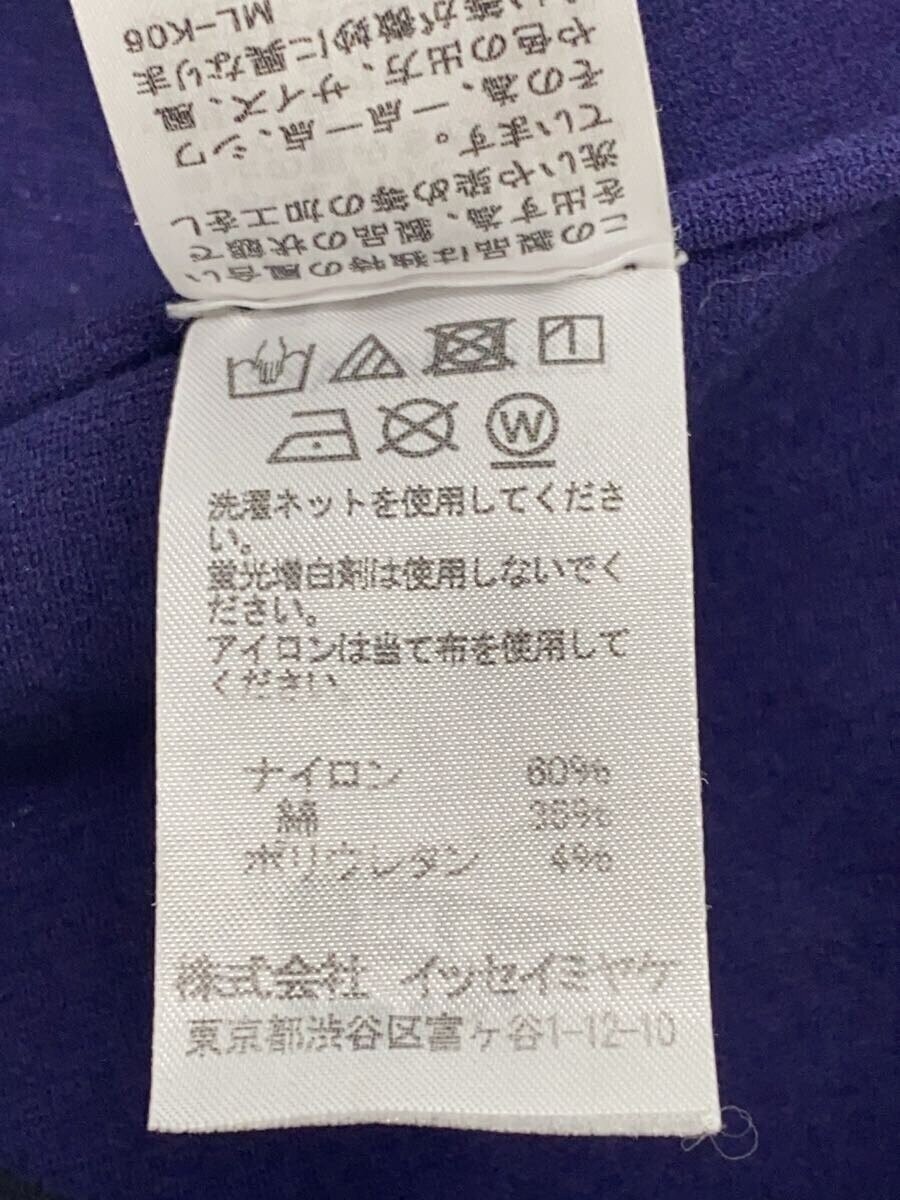 この製品は独特の風合い
を出す為、製品の状態で
洗いや染め等の加工をし
ています。
その為、一点一点、シワ
や色の出方、サイズ、風
い等が微妙に異なりま
ML-K06
W
洗濯ネットを使用してくださ
い。
蛍光増白剤は使用しないでく
ださい。
アイロンは当て布を使用して
ください
ナイロン 60%
綿 36%
ポリウレタン 4%
株式会社 イッセイミヤケ
東京都渋谷区富ヶ谷1-12-10